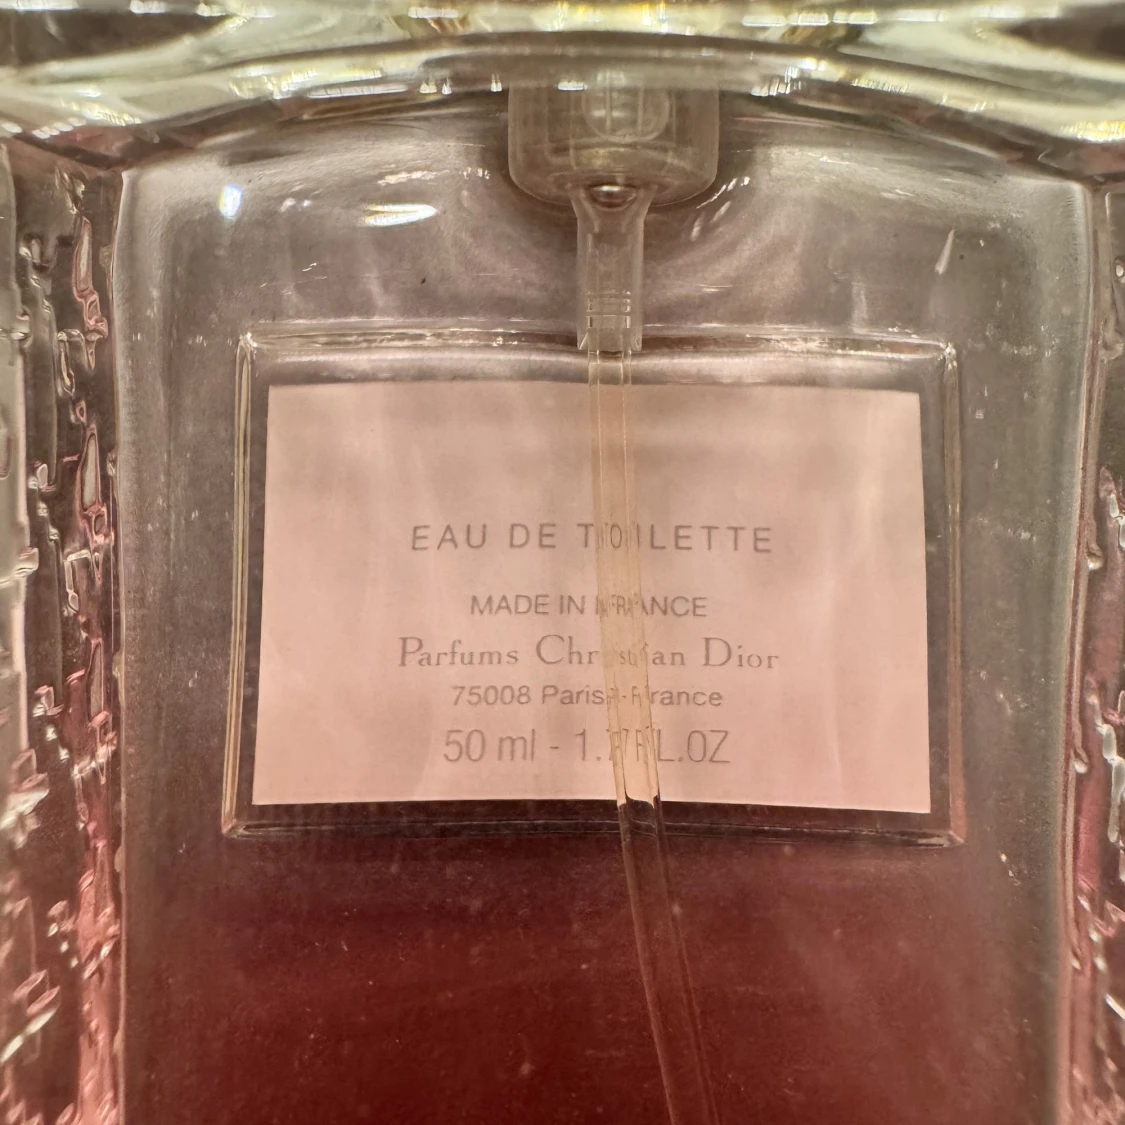 EAU DE TOILETTE
MADE IN FRANCE
Parfums Christian Dior
75008 Paris - France
50 ml - 1.7 FL.OZ